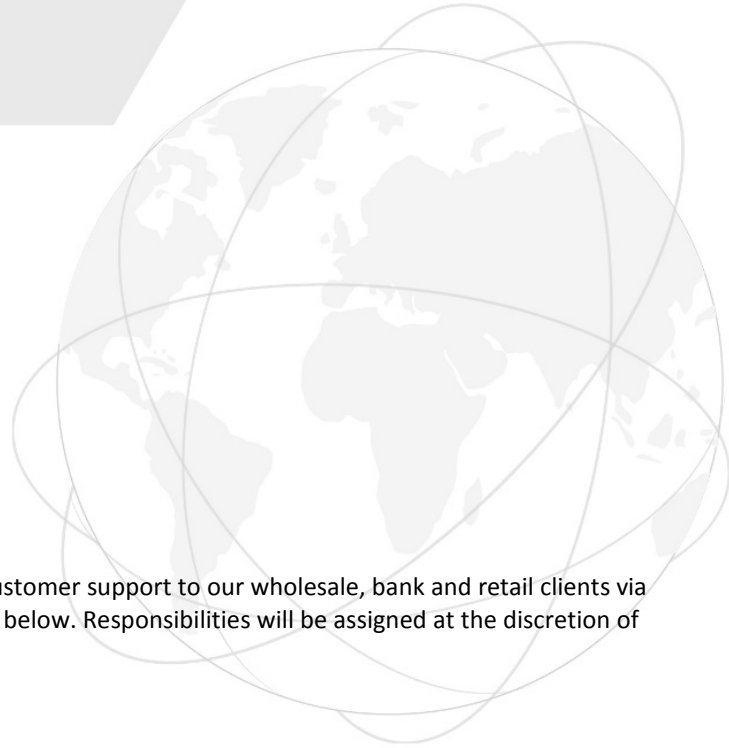 ustomer support to our wholesale, bank and retail clients via
below. Responsibilities will be assigned at the discretion of